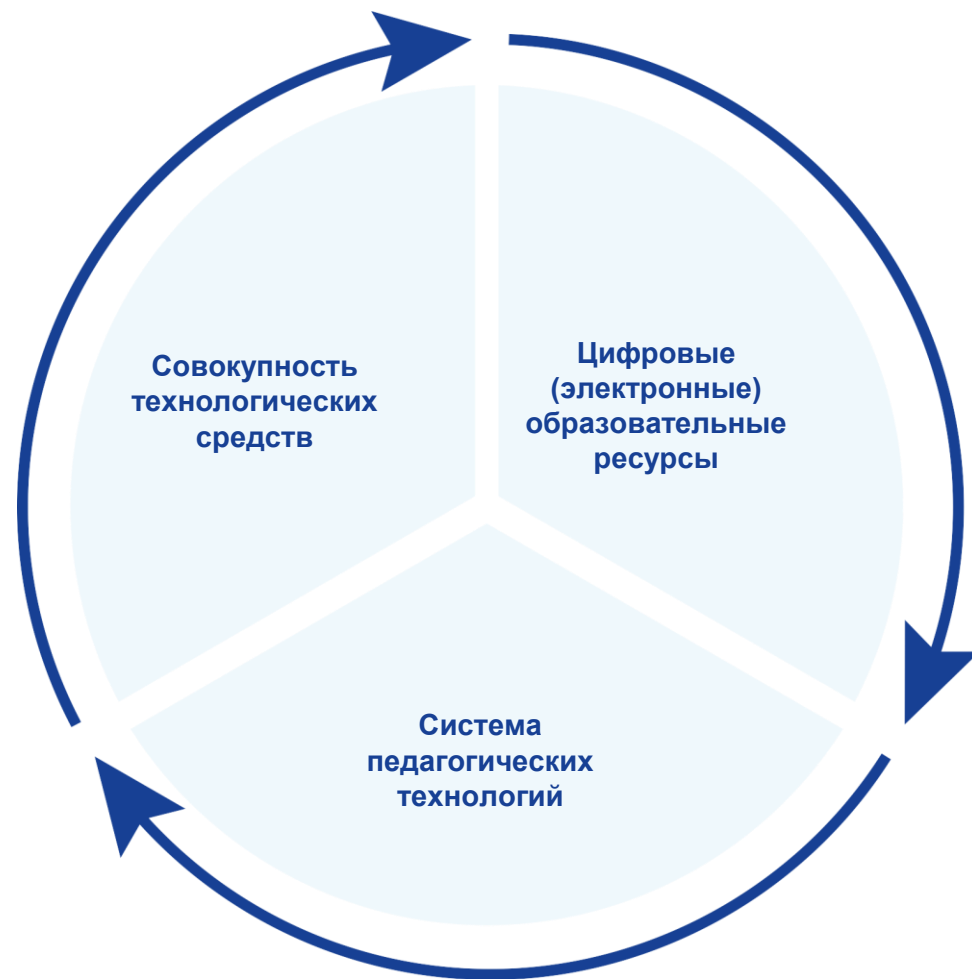 Совокупность
технологических
средств
Цифровые
(электронные)
образовательные
ресурсы
Система
педагогических
технологий